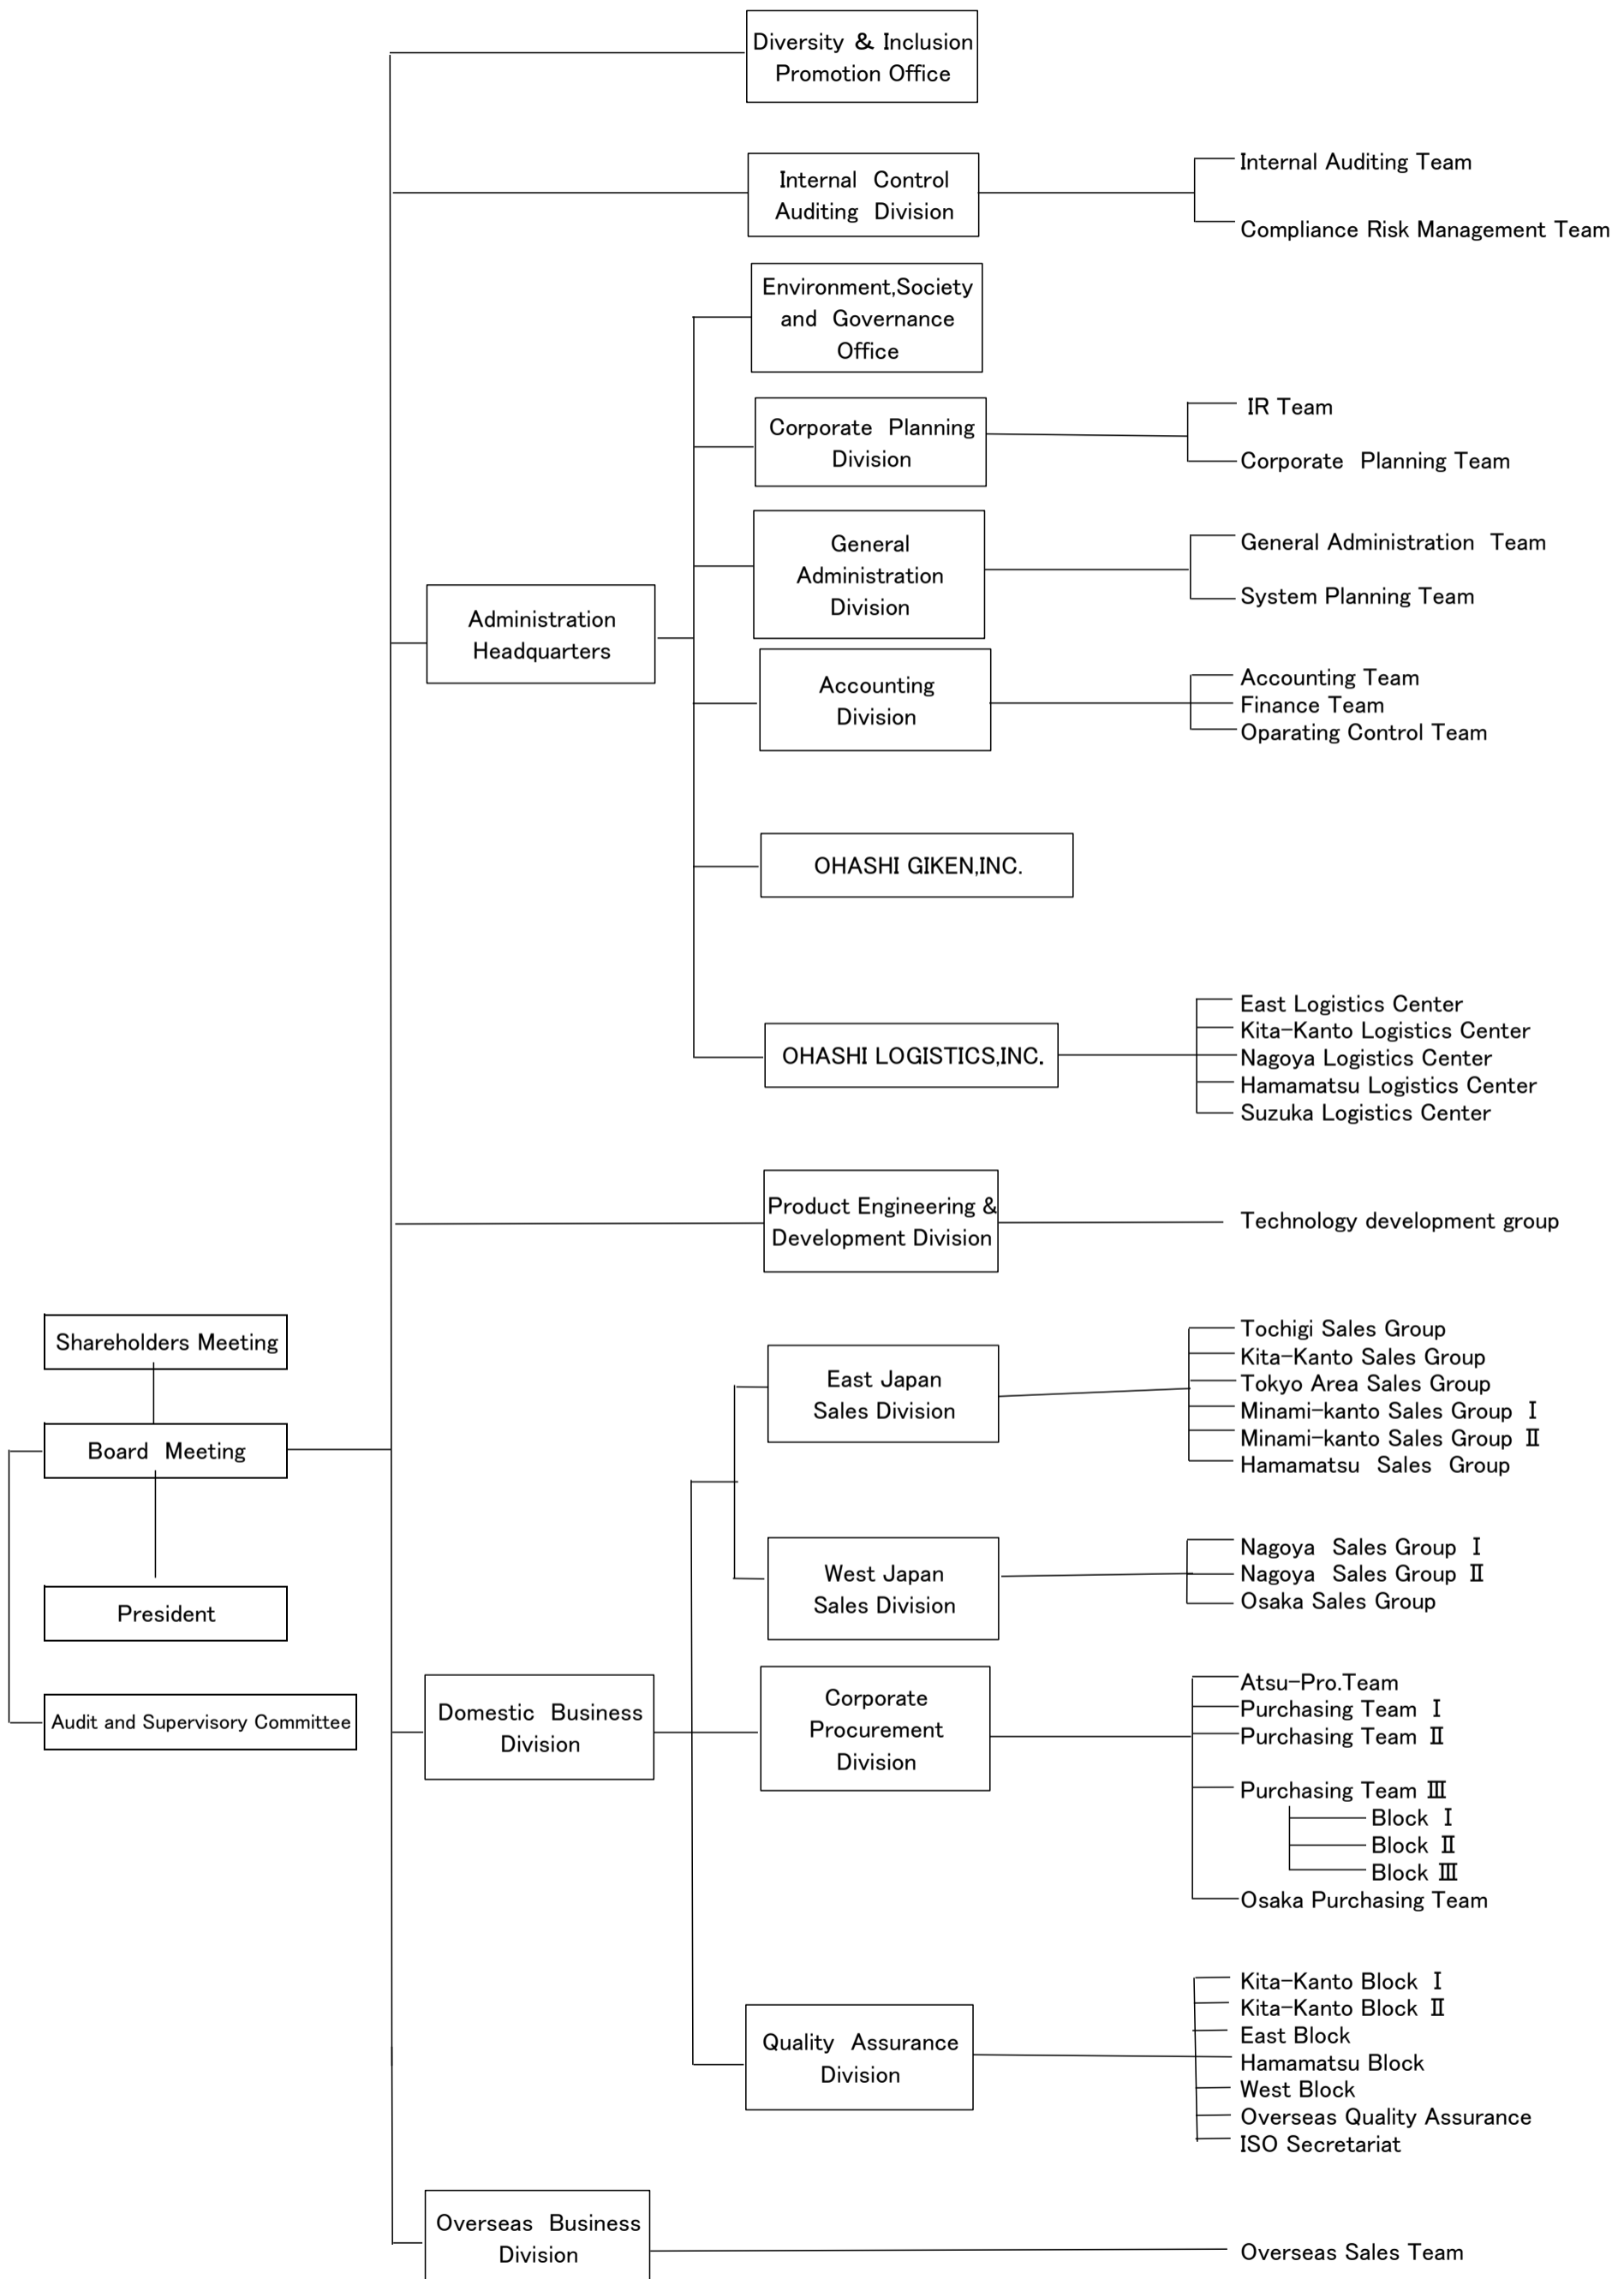 Diversity & Inclusion
Promotion Office
Internal Control
Auditing Division
Internal Auditing Team
Compliance Risk Management Team
Environment,Society
and Governance
Office
Corporate Planning
Division
IR Team
Corporate Planning Team
General
Administration
Division
General Administration Team
System Planning Team
Administration
Headquarters
Accounting
Division
Accounting Team
Finance Team
Oparating Control Team
OHASHI GIKEN,INC.
OHASHI LOGISTICS,INC.
East Logistics Center
Kita-Kanto Logistics Center
Nagoya Logistics Center
Hamamatsu Logistics Center
Suzuka Logistics Center
Product Engineering &
Development Division
Technology development group
Shareholders Meeting
Board Meeting
President
Audit and Supervisory Committee
East Japan
Sales Division
Tochigi Sales Group
Kita-Kanto Sales Group
Tokyo Area Sales Group
Minami-kanto Sales Group Ⅰ
Minami-kanto Sales Group Ⅱ
Hamamatsu Sales Group
West Japan
Sales Division
Nagoya Sales Group Ⅰ
Nagoya Sales Group Ⅱ
Osaka Sales Group
Domestic Business
Division
Corporate
Procurement
Division
Atsu-Pro.Team
Purchasing Team Ⅰ
Purchasing Team Ⅱ
Purchasing Team Ⅲ
Block Ⅰ
Block Ⅱ
Block Ⅲ
Osaka Purchasing Team
Quality Assurance
Division
Kita-Kanto Block Ⅰ
Kita-Kanto Block Ⅱ
East Block
Hamamatsu Block
West Block
Overseas Quality Assurance
ISO Secretariat
Overseas Business
Division
Overseas Sales Team